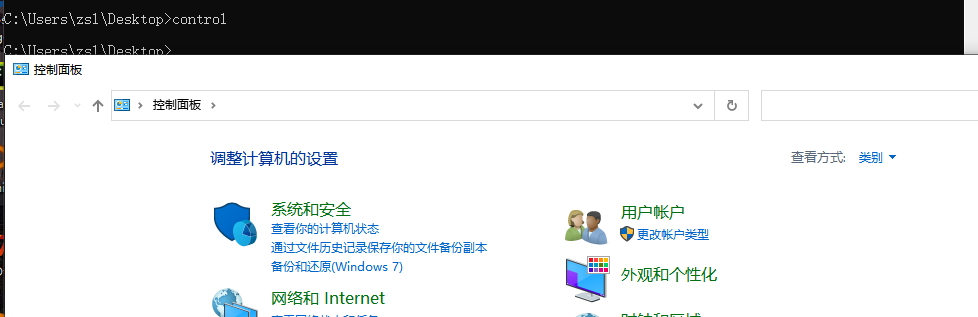 C:\Users\zsl\Desktop>control
C:\Users\zsl\Desktop>
控制面板
控制面板
调整计算机的设置
查看方式: 类别
系统和安全
查看你的计算机状态
通过文件历史记录保存你的文件备份副本
备份和还原(Windows 7)
网络和 Internet
用户帐户
更改帐户类型
外观和个性化